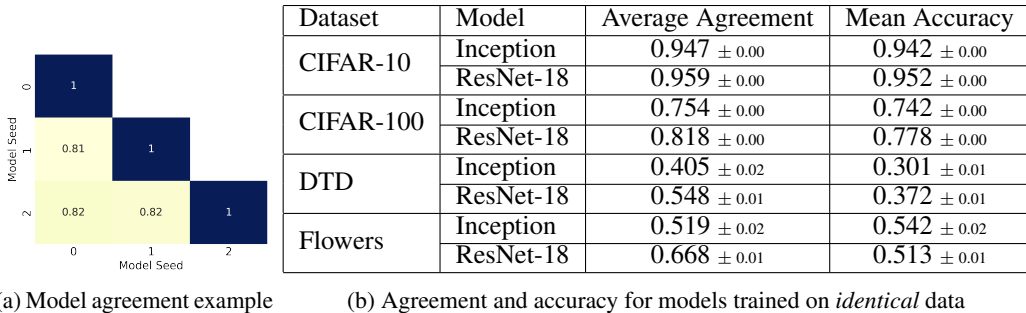 0
1
1
0.81
1
2
0.82
0.82
1
0
1
2
Model Seed
Model Seed
Dataset Model Average Agreement Mean Accuracy
CIFAR-10 Inception 0.947 ± 0.00 0.942 ± 0.00
ResNet-18 0.959 ± 0.00 0.952 ± 0.00
CIFAR-100 Inception 0.754 ± 0.00 0.742 ± 0.00
ResNet-18 0.818 ± 0.00 0.778 ± 0.00
DTD Inception 0.405 ± 0.02 0.301 ± 0.01
ResNet-18 0.548 ± 0.01 0.372 ± 0.01
Flowers Inception 0.519 ± 0.02 0.542 ± 0.02
ResNet-18 0.668 ± 0.01 0.513 ± 0.01
(a) Model agreement example
(b) Agreement and accuracy for models trained on identical data